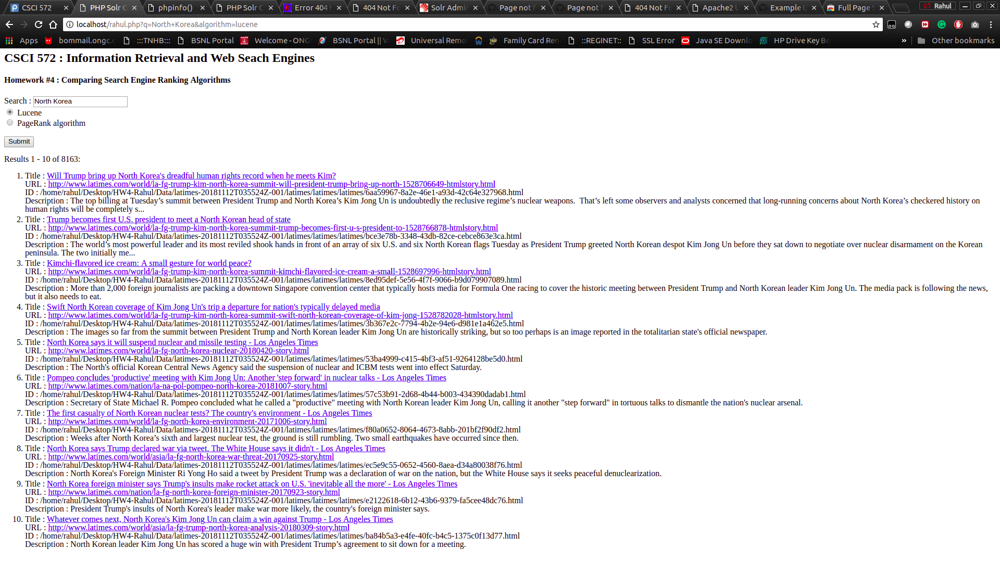 CSCI 572
PHP Solr C
phpinfo()
PHP Solr C
Error 404 N
404 Not Fo
Solr Admin
Page not f
Page not f
404 Not Fo
Apache2 U
Example U
Full Page S
Rahul
localhost/rahul.php?q=North+Korea&algorithm=lucene
Apps
bommail.ongc.c
:::TNHB:::
BSNL Portal
Welcome - ONG
BSNL Portal || V
Universal Remo
Family Card Ren
::REGINET::
SSL Error
Java SE Downlo
HP Drive Key Bo
»
Other bookmarks
CSCI 572 : Information Retrieval and Web Seach Engines
Homework #4 : Comparing Search Engine Ranking Algorithms
Search : North Korea
Lucene
PageRank algorithm
Submit
Results 1 - 10 of 8163:
1. Title : Will Trump bring up North Korea's dreadful human rights record when he meets Kim?
URL : http://www.latimes.com/world/la-fg-trump-kim-north-korea-summit-will-president-trump-bring-up-north-1528706649-htmlstory.html
ID : /home/rahul/Desktop/HW4-Rahul/Data/latimes-20181112T035524Z-001/latimes/latimes/latimes/6aa59967-8a2e-46e1-a93d-42c64e327968.html
Description : The top billing at Tuesday’s summit between President Trump and North Korea’s Kim Jong Un is undoubtedly the reclusive regime’s nuclear weapons.  That’s left some observers and analysts concerned that long-running concerns about North Korea’s checkered history on
human rights will be completely s...
2. Title : Trump becomes first U.S. president to meet a North Korean head of state
URL : http://www.latimes.com/world/la-fg-trump-kim-north-korea-summit-trump-becomes-first-u-s-president-to-1528766878-htmlstory.html
ID : /home/rahul/Desktop/HW4-Rahul/Data/latimes-20181112T035524Z-001/latimes/latimes/latimes/bce3e78b-3348-43db-82ce-cebce863e3ca.html
Description : The world’s most powerful leader and its most reviled shook hands in front of an array of six U.S. and six North Korean flags Tuesday as President Trump greeted North Korean despot Kim Jong Un before they sat down to negotiate over nuclear disarmament on the Korean
peninsula. The two initially me...
3. Title : Kimchi-flavored ice cream: A small gesture for world peace?
URL : http://www.latimes.com/world/la-fg-trump-kim-north-korea-summit-kimchi-flavored-ice-cream-a-small-1528697996-htmlstory.html
ID : /home/rahul/Desktop/HW4-Rahul/Data/latimes-20181112T035524Z-001/latimes/latimes/latimes/8ed95def-5e56-4f7f-9066-b9d079907089.html
Description : More than 2,000 foreign journalists are packing a downtown Singapore convention center that typically hosts media for Formula One racing to cover the historic meeting between President Trump and North Korean leader Kim Jong Un. The media pack is following the news,
but it also needs to eat.
4. Title : Swift North Korean coverage of Kim Jong Un's trip a departure for nation's typically delayed media
URL : http://www.latimes.com/world/la-fg-trump-kim-north-korea-summit-swift-north-korean-coverage-of-kim-jong-1528782028-htmlstory.html
ID : /home/rahul/Desktop/HW4-Rahul/Data/latimes-20181112T035524Z-001/latimes/latimes/latimes/3b367e2c-7794-4b2e-94e6-d981e1a462e5.html
Description : The images so far from the summit between President Trump and North Korean leader Kim Jong Un are historically striking, but so too perhaps is an image reported in the totalitarian state's official newspaper.
5. Title : North Korea says it will suspend nuclear and missile testing - Los Angeles Times
URL : http://www.latimes.com/world/la-fg-north-korea-nuclear-20180420-story.html
ID : /home/rahul/Desktop/HW4-Rahul/Data/latimes-20181112T035524Z-001/latimes/latimes/latimes/53ba4999-c415-4bf3-af51-9264128be5d0.html
Description : The North's official Korean Central News Agency said the suspension of nuclear and ICBM tests went into effect Saturday.
6. Title : Pompeo concludes 'productive' meeting with Kim Jong Un: Another 'step forward' in nuclear talks - Los Angeles Times
URL : http://www.latimes.com/nation/la-na-pol-pompeo-north-korea-20181007-story.html
ID : /home/rahul/Desktop/HW4-Rahul/Data/latimes-20181112T035524Z-001/latimes/latimes/latimes/57c53b91-2d68-4b44-b003-434390dadab1.html
Description : Secretary of State Michael R. Pompeo concluded what he called a "productive" meeting with North Korean leader Kim Jong Un, calling it another "step forward" in tortuous talks to dismantle the nation's nuclear arsenal.
7. Title : The first casualty of North Korean nuclear tests? The country's environment - Los Angeles Times
URL : http://www.latimes.com/world/la-fg-north-korea-environment-20171006-story.html
ID : /home/rahul/Desktop/HW4-Rahul/Data/latimes-20181112T035524Z-001/latimes/latimes/latimes/f80a0652-8064-4673-8abb-201bf2f90df2.html
Description : Weeks after North Korea’s sixth and largest nuclear test, the ground is still rumbling. Two small earthquakes have occurred since then.
8. Title : North Korea says Trump declared war via tweet. The White House says it didn't - Los Angeles Times
URL : http://www.latimes.com/world/asia/la-fg-north-korea-war-threat-20170925-story.html
ID : /home/rahul/Desktop/HW4-Rahul/Data/latimes-20181112T035524Z-001/latimes/latimes/latimes/ec5e9c55-0652-4560-8aea-d34a80038f76.html
Description : North Korea's Foreign Minister Ri Yong Ho said a tweet by President Trump was a declaration of war on the nation, but the White House says it seeks peaceful denuclearization.
9. Title : North Korea foreign minister says Trump's insults make rocket attack on U.S. 'inevitable all the more' - Los Angeles Times
URL : http://www.latimes.com/nation/la-fg-north-korea-foreign-minister-20170923-story.html
ID : /home/rahul/Desktop/HW4-Rahul/Data/latimes-20181112T035524Z-001/latimes/latimes/latimes/e2122618-6b12-43b6-9379-fa5cee48dc76.html
Description : President Trump's insults of North Korea's leader make war more likely, the country's foreign minister says.
10. Title : Whatever comes next, North Korea's Kim Jong Un can claim a win against Trump - Los Angeles Times
URL : http://www.latimes.com/world/asia/la-fg-trump-north-korea-analysis-20180309-story.html
ID : /home/rahul/Desktop/HW4-Rahul/Data/latimes-20181112T035524Z-001/latimes/latimes/latimes/ba84b5a3-e4fe-40fc-b4c5-1375c0f13d77.html
Description : North Korean leader Kim Jong Un has scored a huge win with President Trump’s agreement to sit down for a meeting.